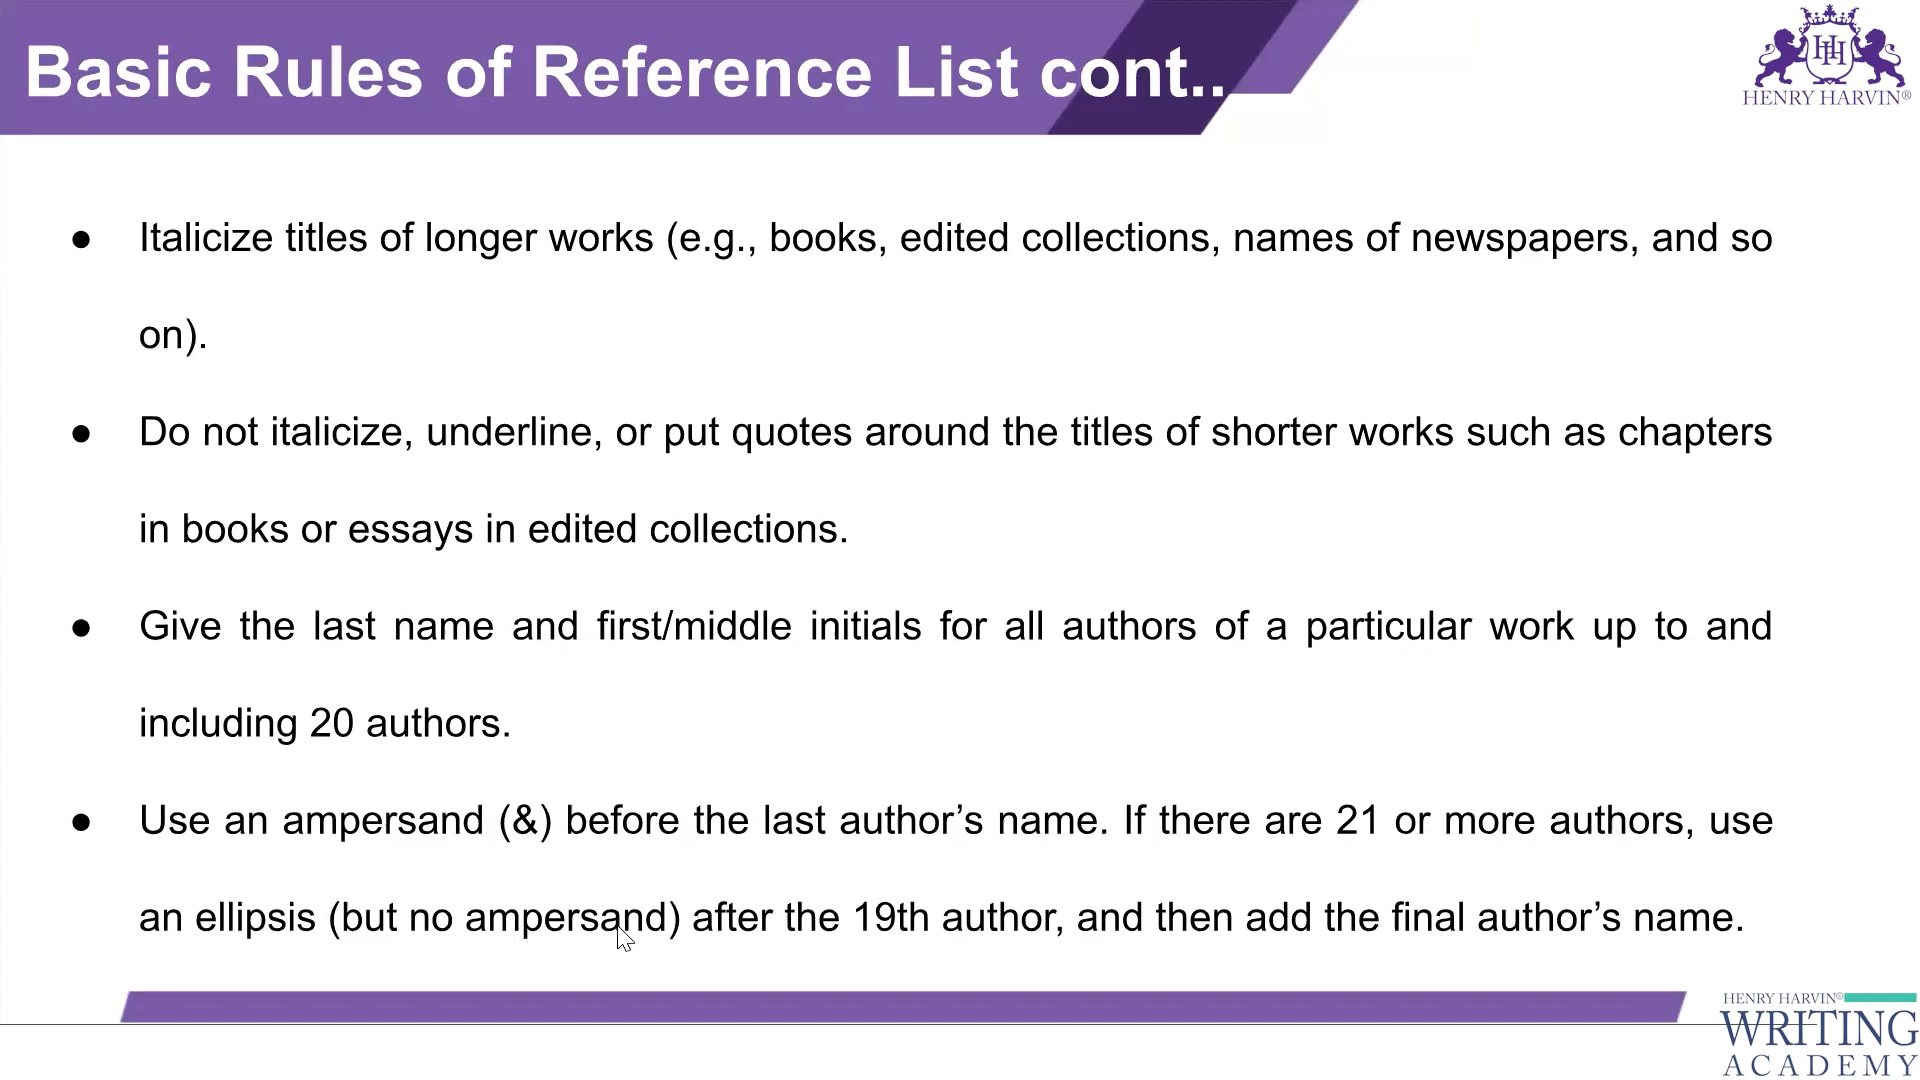 Basic Rules of Reference List cont..
HENRY HARVIN®
● Italicize titles of longer works (e.g., books, edited collections, names of newspapers, and so
on).
● Do not italicize, underline, or put quotes around the titles of shorter works such as chapters
in books or essays in edited collections.
● Give the last name and first/middle initials for all authors of a particular work up to and
including 20 authors.
● Use an ampersand (&) before the last author’s name. If there are 21 or more authors, use
an ellipsis (but no ampersand) after the 19th author, and then add the final author’s name.
HENRY HARVIN®
WRITING
ACADEMY